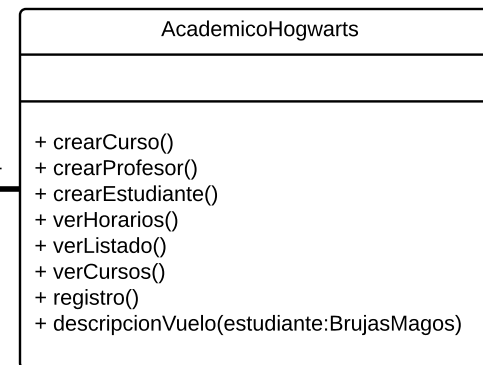 AcademicoHogwarts
+ crearCurso()
+ crearProfesor()
+ crearEstudiante()
+ verHorarios()
+ verListado()
+ verCursos()
+ registro()
+ descripcionVuelo(estudiante:BrujasMagos)